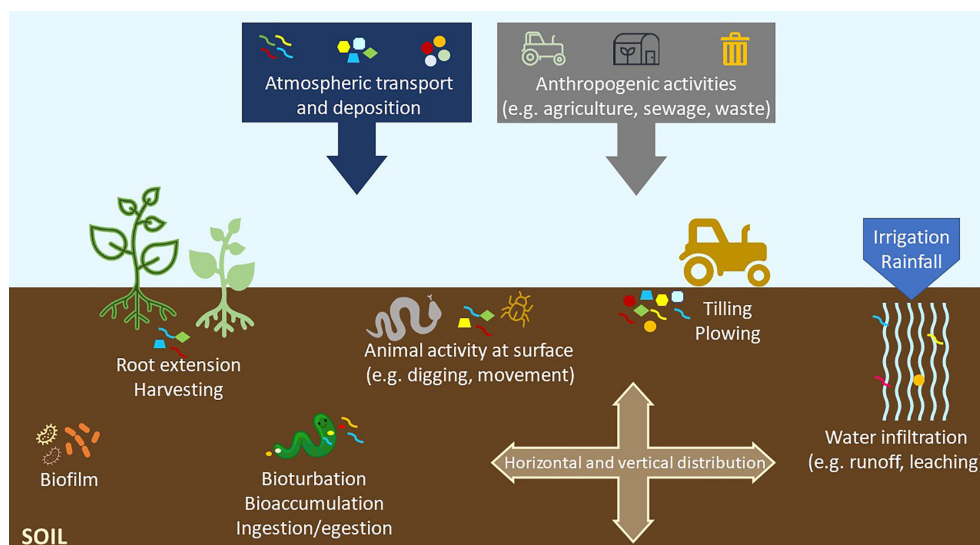 Atmospheric transport
and deposition
Anthropogenic activities
(e.g. agriculture, sewage, waste)
Irrigation
Rainfall
Tilling
Plowing
Animal activity at surface
(e.g. digging, movement)
Root extension
Harvesting
Water infiltration
(e.g. runoff, leaching)
Horizontal and vertical distribution
Biofilm
Bioturbation
Bioaccumulation
Ingestion/egestion
SOIL